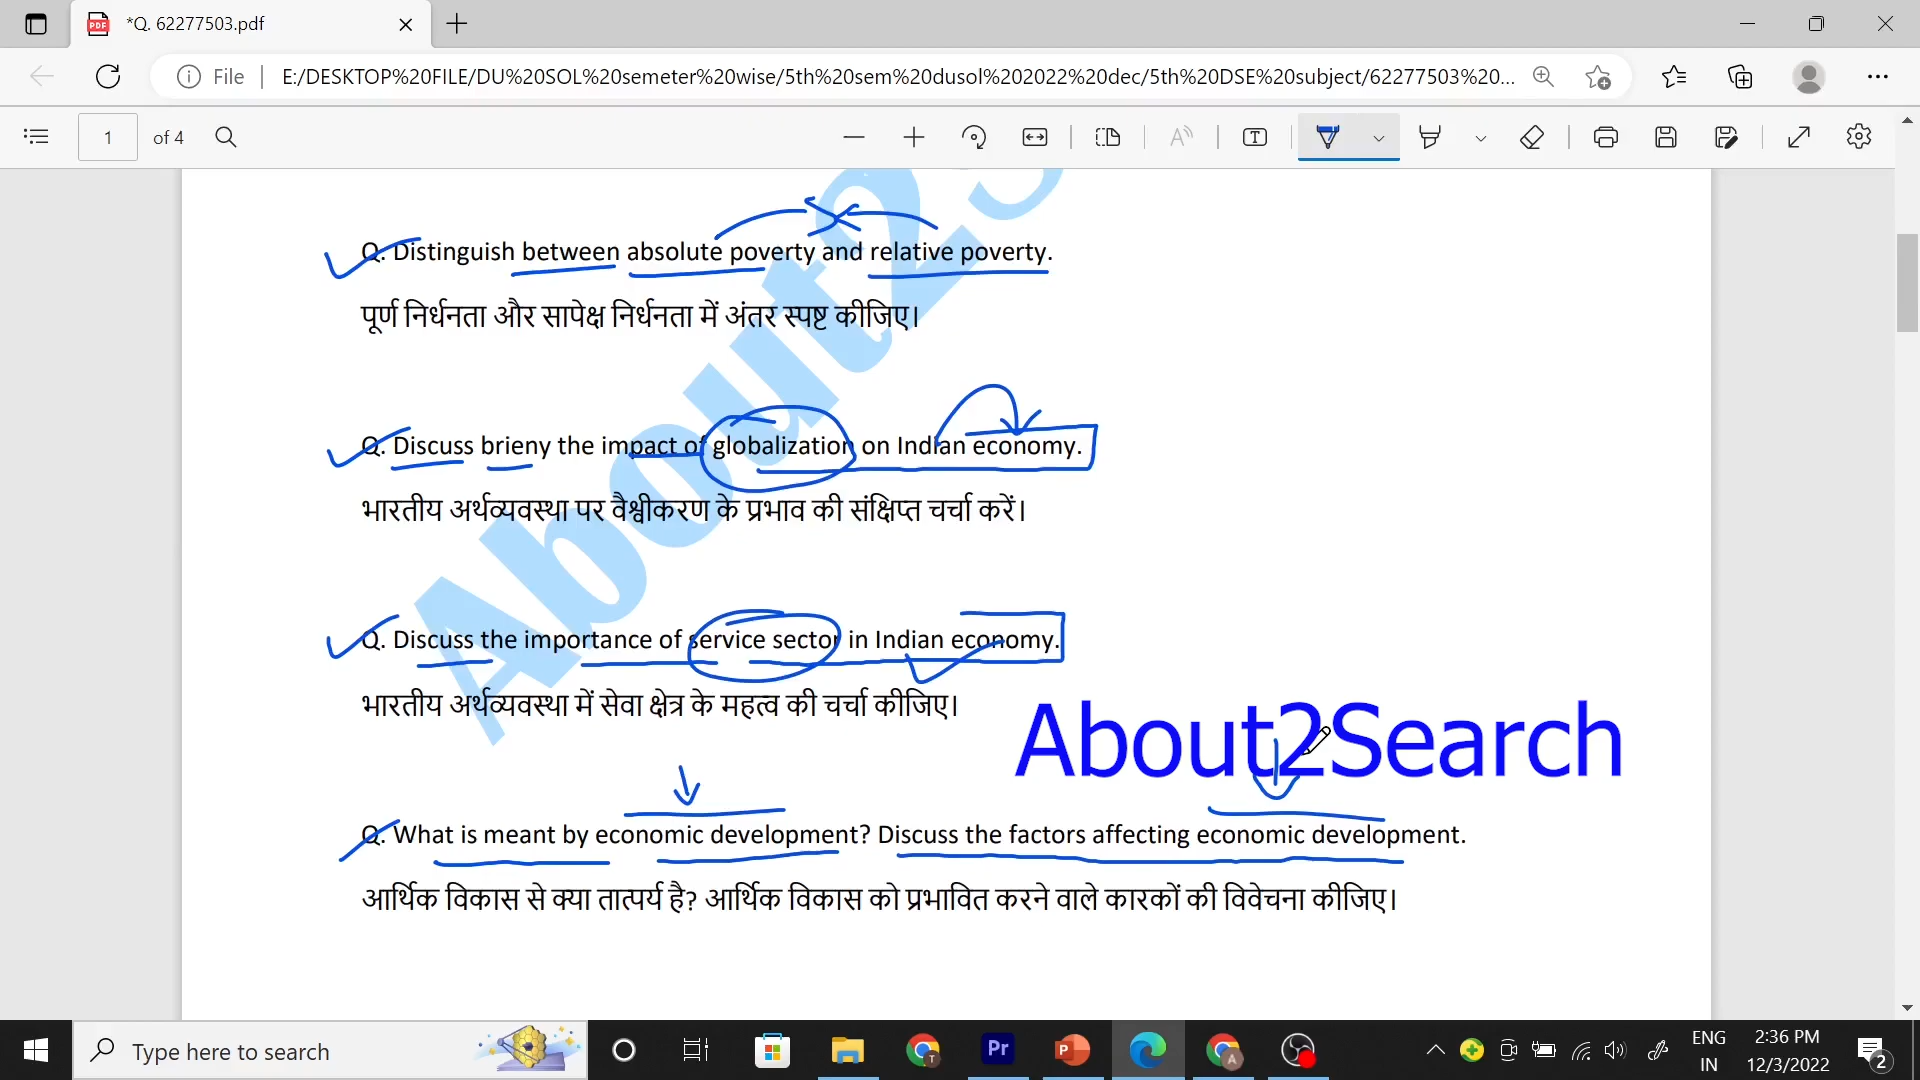 *Q. 62277503.pdf
File
E:/DESKTOP%20FILE/DU%20SOL%20semeter%20wise/5th%20sem%20dusol%202022%20dec/5th%20DSE%20subject/62277503%20...
1 of 4
Q. Distinguish between absolute poverty and relative poverty.
पूर्ण निर्धनता और सापेक्ष निर्धनता में अंतर स्पष्ट कीजिए।
Q. Discuss brieny the impact of globalization on Indian economy.
भारतीय अर्थव्यवस्था पर वैश्वीकरण के प्रभाव की संक्षिप्त चर्चा करें।
Q. Discuss the importance of service sector in Indian economy.
भारतीय अर्थव्यवस्था में सेवा क्षेत्र के महत्व की चर्चा कीजिए।
About2Search
Q. What is meant by economic development? Discuss the factors affecting economic development.
आर्थिक विकास से क्या तात्पर्य है? आर्थिक विकास को प्रभावित करने वाले कारकों की विवेचना कीजिए।
About2S
Type here to search
Pr
ENG
IN
2:36 PM
12/3/2022
2